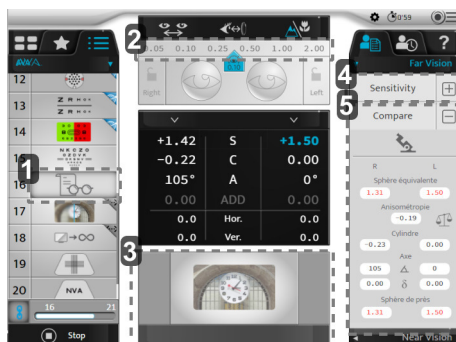 0'59
?
AVA
12
13
Z R H O V
Z R H O V
14
15
N K C Z O
R Z D V R
16
17
18
∞
19
20
NVA
16 21
Stop
1
2
0.05 0.10 0.25 0.50 1.00 2.00
Right
Left
+1.42 S +1.50
−0.22 C 0.00
105° A 0°
0.00 ADD 0.00
0.0 Hor. 0.0
0.0 Ver. 0.0
3
Far Vision
4
Sensitivity +
5
Compare −
R L
Sphère équivalente
1.31 1.50
Anisométropie
−0.19
Cylindre
−0.23 0.00
Axe
105 0
0.00 δ 0.00
Sphère de près
1.31 1.50
Near Vision